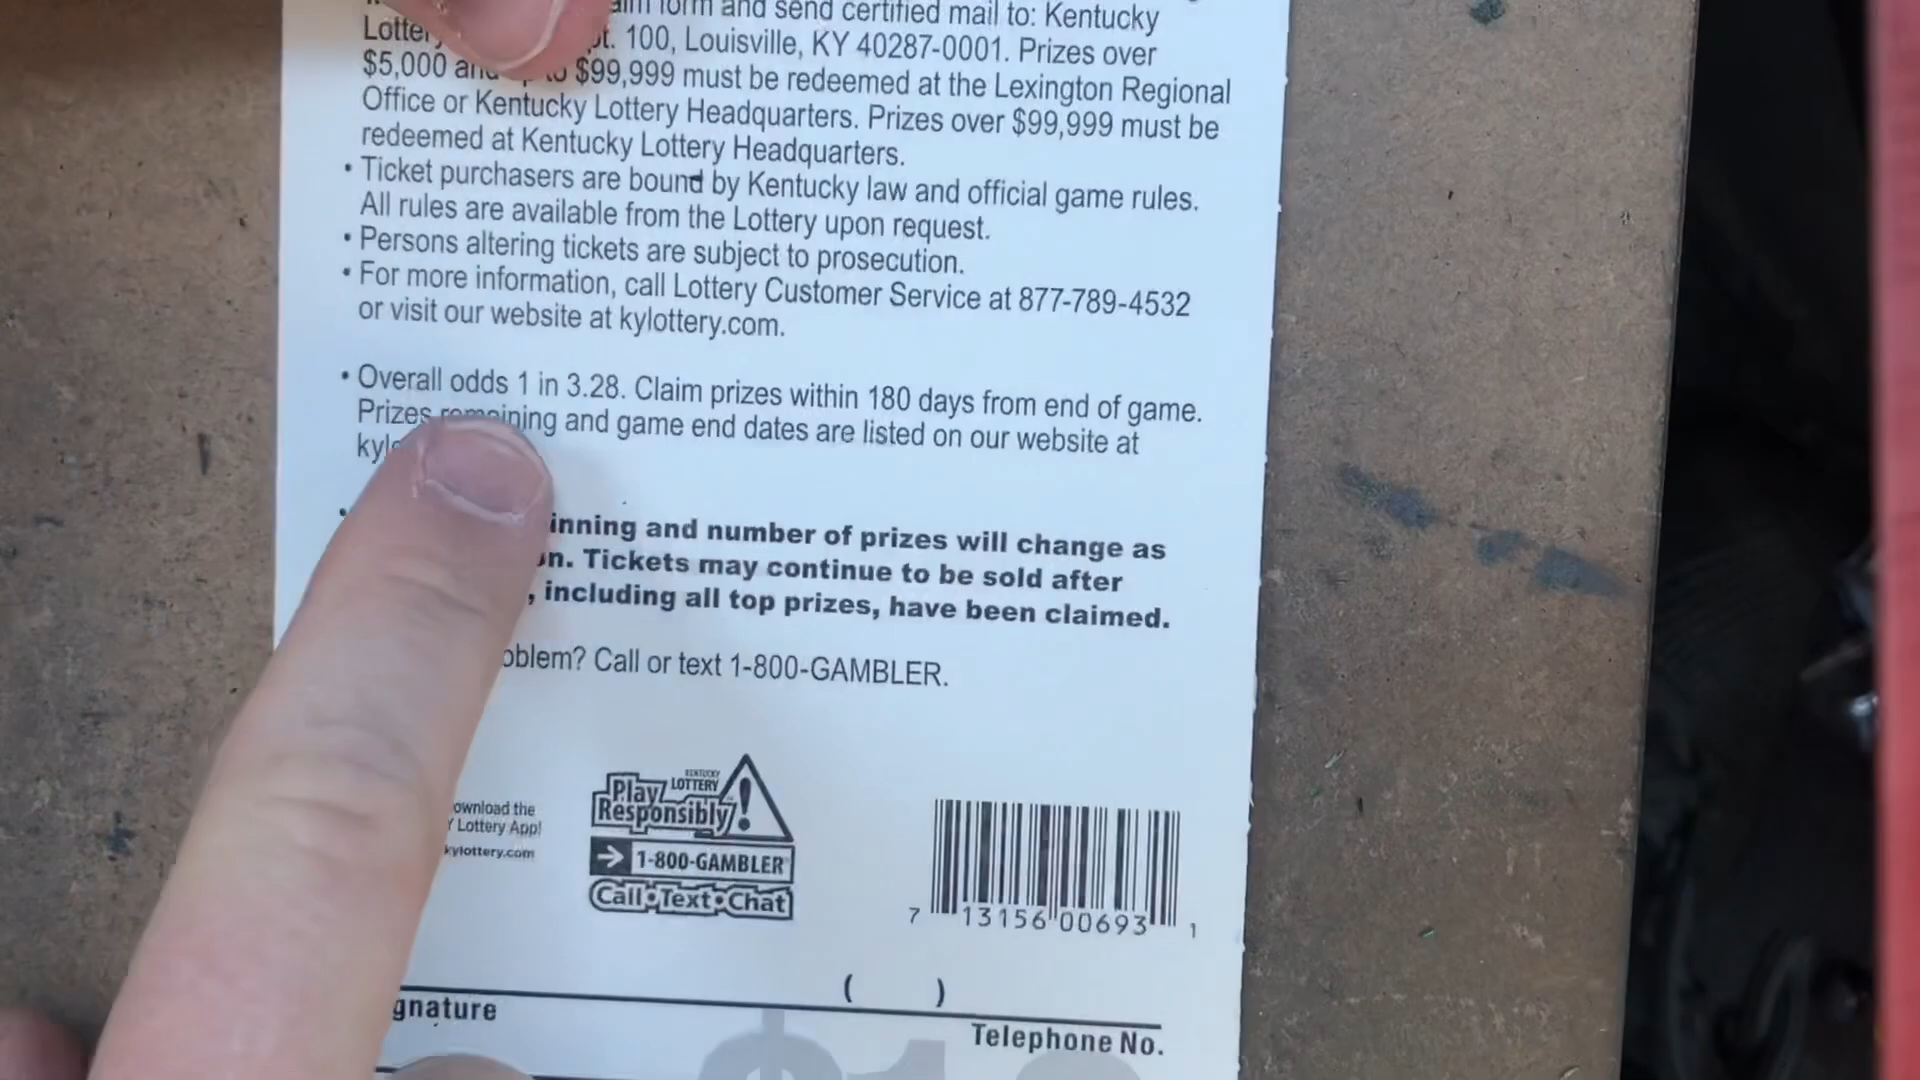 form and send certified mail to: Kentucky
100, Louisville, KY 40287-0001. Prizes over
$5,000 and $99,999 must be redeemed at the Lexington Regional
Office or Kentucky Lottery Headquarters. Prizes over $99,999 must be
redeemed at Kentucky Lottery Headquarters.
• Ticket purchasers are bound by Kentucky law and official game rules.
All rules are available from the Lottery upon request.
• Persons altering tickets are subject to prosecution.
• For more information, call Lottery Customer Service at 877-789-4532
or visit our website at kylottery.com.
• Overall odds 1 in 3.28. Claim prizes within 180 days from end of game.
Prizes remaining and game end dates are listed on our website at
inning and number of prizes will change as
n. Tickets may continue to be sold after
, including all top prizes, have been claimed.
oblem? Call or text 1-800-GAMBLER.
ownload the
Y Lottery App!
kylottery.com
KENTUCKY
LOTTERY
Play
Responsibly!
1-800-GAMBLER
Call•Text•Chat
7 13156 00693 1
( )
gnature
Telephone No.